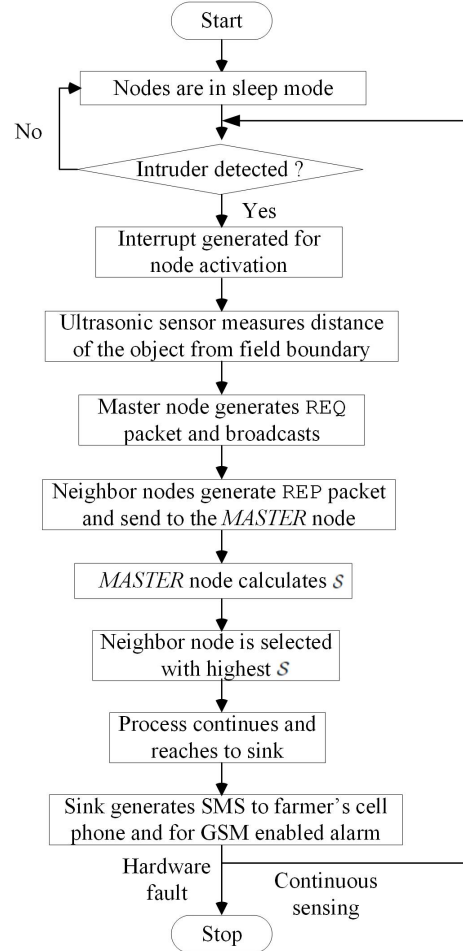 Start
Nodes are in sleep mode
No
Intruder detected ?
Yes
Interrupt generated for
node activation
Ultrasonic sensor measures distance
of the object from field boundary
Master node generates REQ
packet and broadcasts
Neighbor nodes generate REP packet
and send to the MASTER node
MASTER node calculates S
Neighbor node is selected
with highest S
Process continues and
reaches to sink
Sink generates SMS to farmer's cell
phone and for GSM enabled alarm
Hardware
fault
Continuous
sensing
Stop